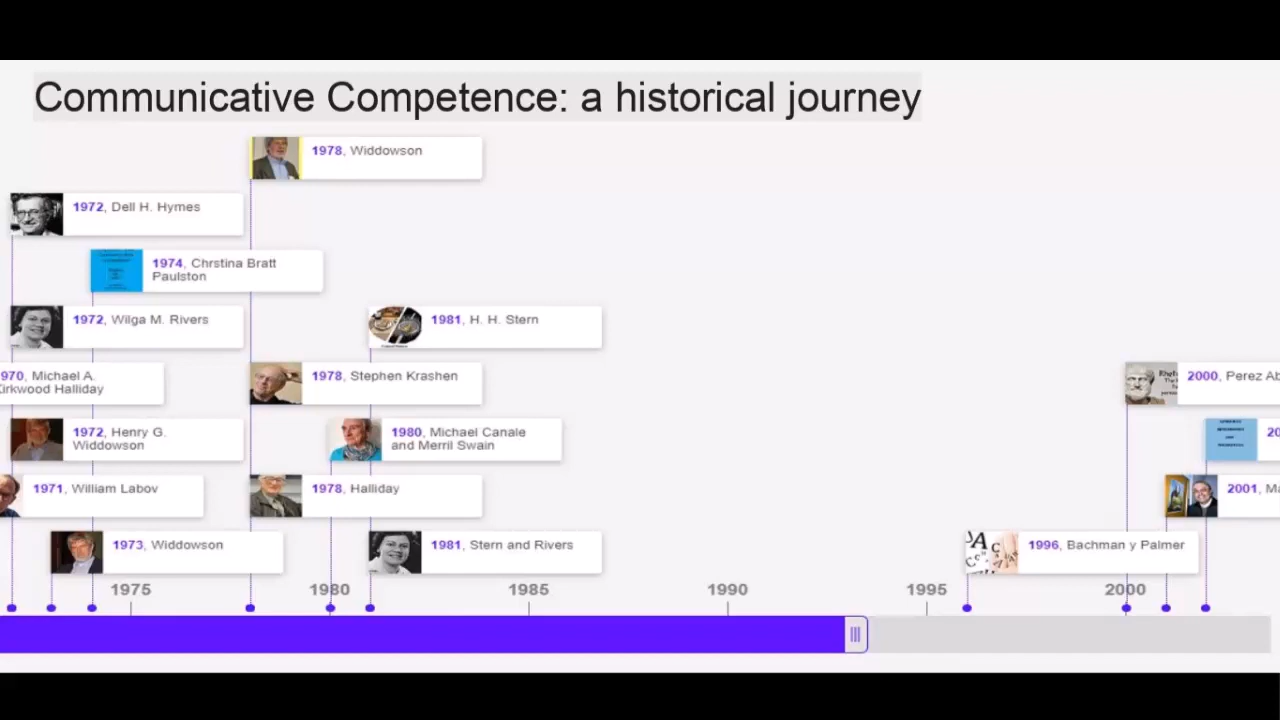 Communicative Competence: a historical journey
1978, Widdowson
1972, Dell H. Hymes
1974, Chrstina Bratt
Paulston
1972, Wilga M. Rivers
1981, H. H. Stern
970, Michael A.
Kirkwood Halliday
1978, Stephen Krashen
2000, Perez Ab
1972, Henry G.
Widdowson
1980, Michael Canale
and Merril Swain
20
1971, William Labov
1978, Halliday
2001, Ma
1973, Widdowson
1981, Stern and Rivers
1996, Bachman y Palmer
1975
1980
1985
1990
1995
2000